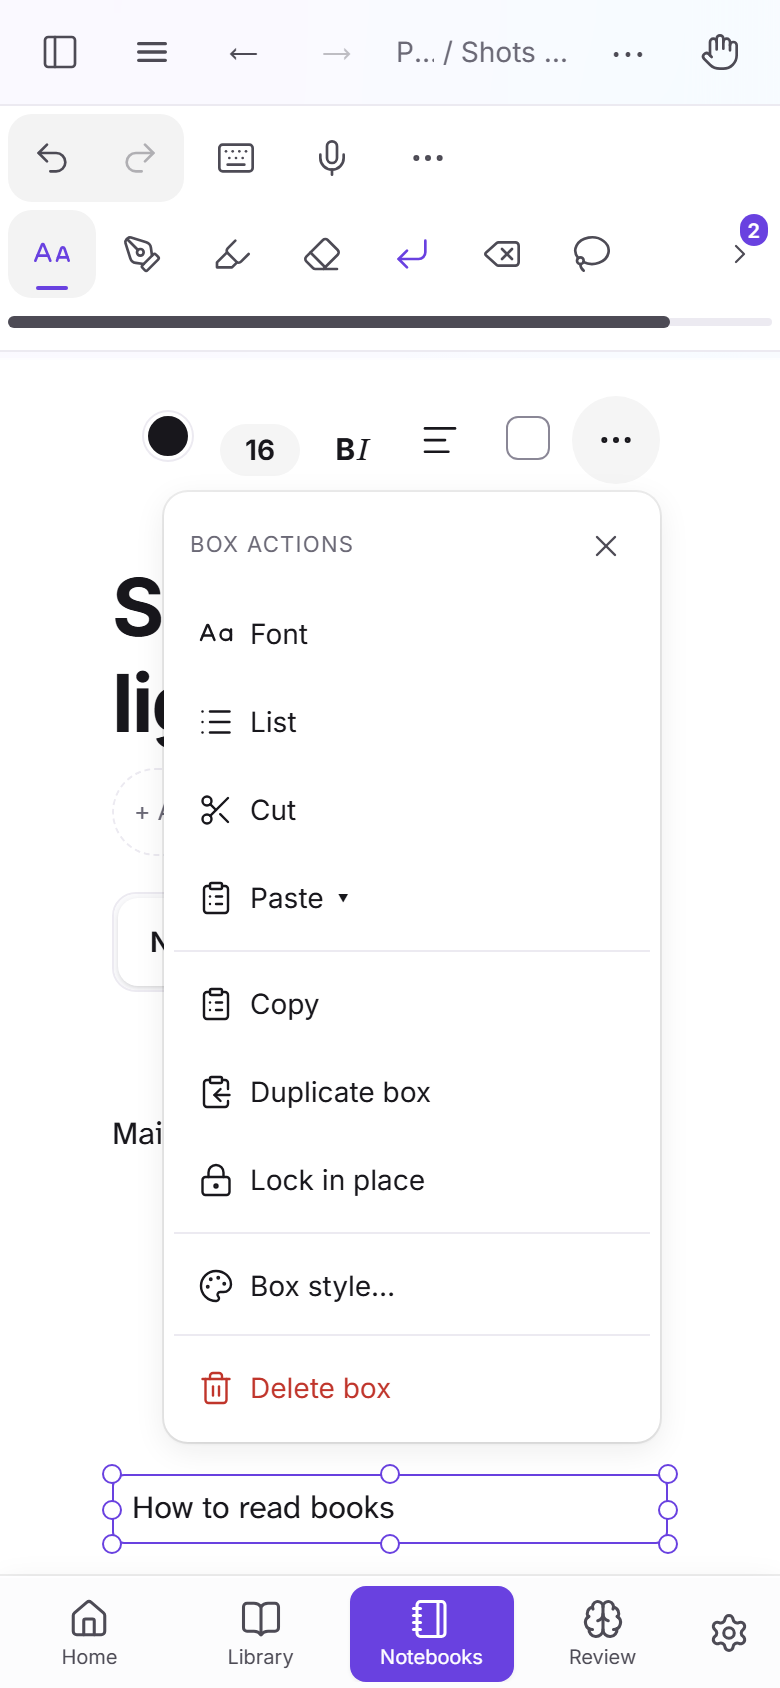 P... / Shots ...
2
16
BI
BOX ACTIONS
Font
List
Cut
Paste
Copy
Duplicate box
Lock in place
Box style...
Delete box
How to read books
Home
Library
Notebooks
Review